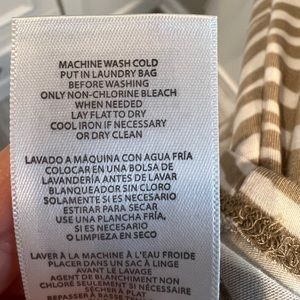 MACHINE WASH COLD
PUT IN LAUNDRY BAG
BEFORE WASHING
ONLY NON-CHLORINE BLEACH
WHEN NEEDED
LAY FLAT TO DRY
COOL IRON IF NECESSARY
OR DRY CLEAN
LAVADO A MÁQUINA CON AGUA FRÍA
COLOCAR EN UNA BOLSA DE
LAVANDERÍA ANTES DE LAVAR
BLANQUEADOR SIN CLORO
SOLAMENTE SI ES NECESARIO
ESTIRAR PARA SECAR
USE UNA PLANCHA FRÍA,
SI ES NECESARIO
O LIMPIEZA EN SECO
LAVER À LA MACHINE À L'EAU FROIDE
PLACER DANS UN SAC À LINGE
AVANT LE LAVAGE
AGENT DE BLANCHIMENT NON
CHLORÉ SEULEMENT SI NÉCESSAIRE
SÉCHER À PLAT
REPASSER À BASSE